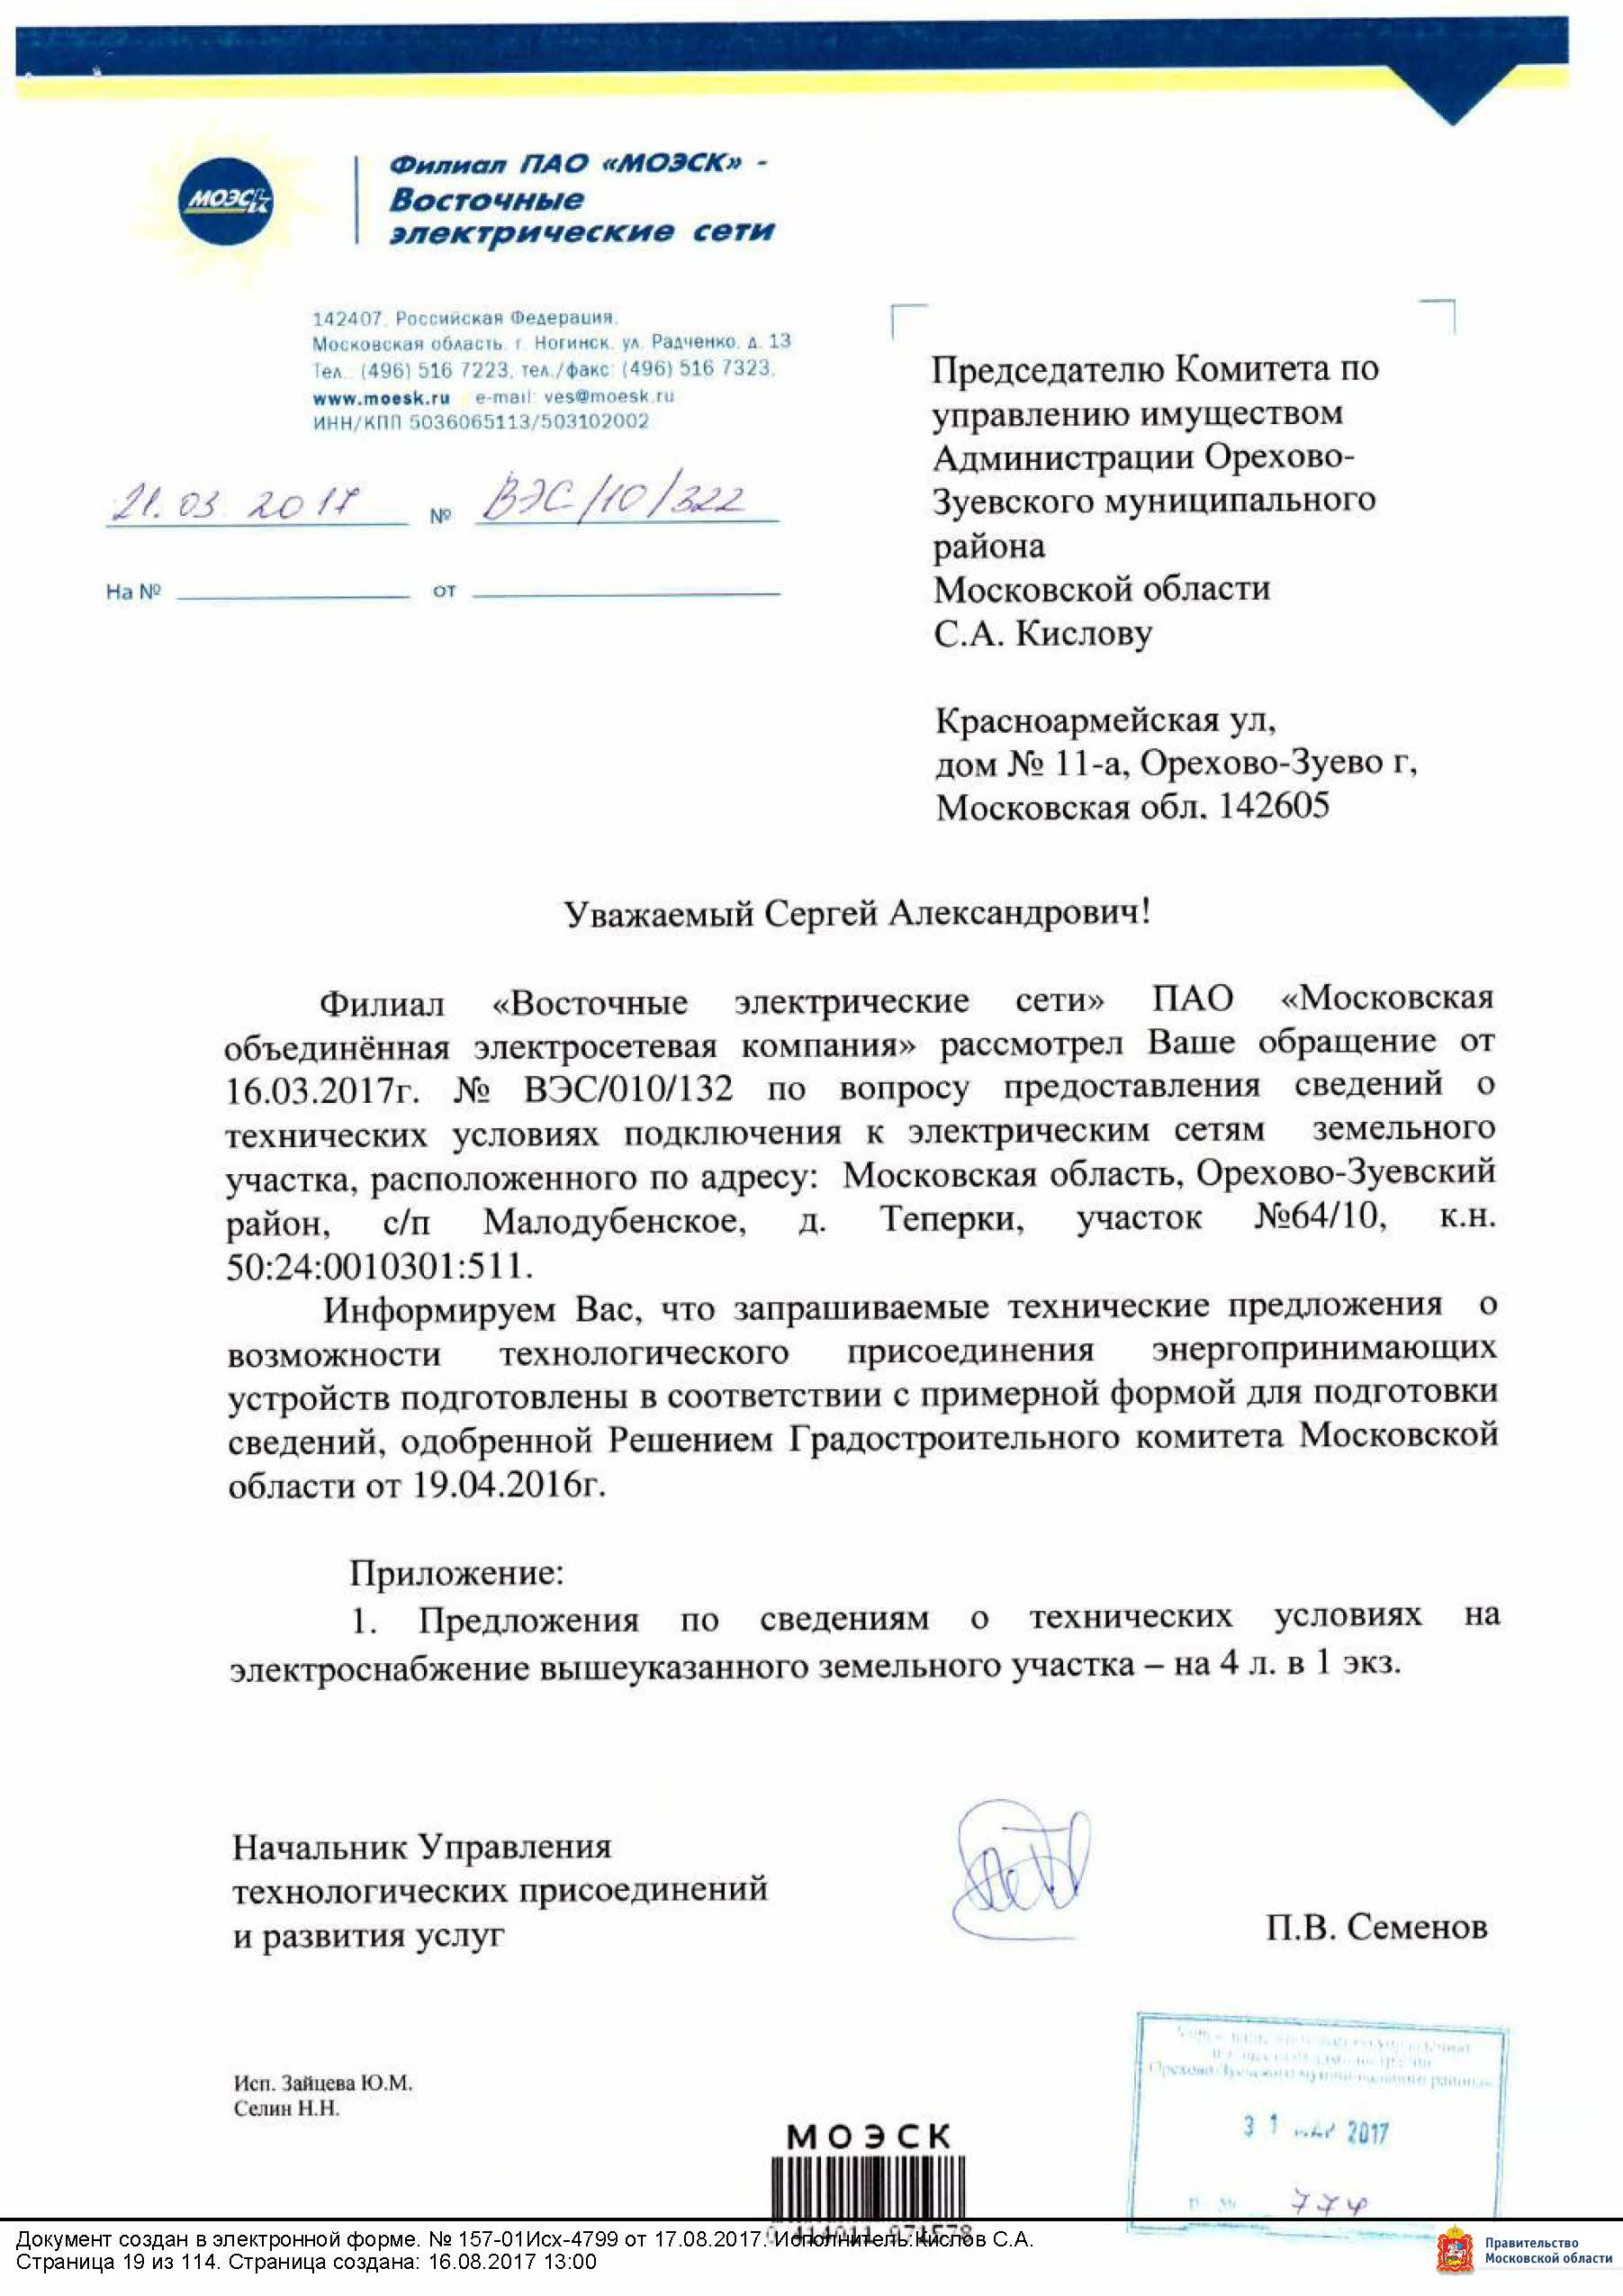 МОЭСК
Филиал ПАО «МОЭСК» -
Восточные
электрические сети
142407, Российская Федерация,
Московская область, г. Ногинск, ул. Радченко, д. 13
Тел.: (496) 516 7223, тел./факс: (496) 516 7323,
www.moesk.ru e-mail: ves@moesk.ru
ИНН/КПП 5036065113/503102002
21.03.2017 № ВЭС/10/322
На № от
Председателю Комитета по
управлению имуществом
Администрации Орехово-
Зуевского муниципального
района
Московской области
С.А. Кислову
Красноармейская ул,
дом № 11-а, Орехово-Зуево г,
Московская обл. 142605
Уважаемый Сергей Александрович!
Филиал «Восточные электрические сети» ПАО «Московская
объединённая электросетевая компания» рассмотрел Ваше обращение от
16.03.2017г. № ВЭС/010/132 по вопросу предоставления сведений о
технических условиях подключения к электрическим сетям земельного
участка, расположенного по адресу: Московская область, Орехово-Зуевский
район, с/п Малодубенское, д. Теперки, участок №64/10, к.н.
50:24:0010301:511.
Информируем Вас, что запрашиваемые технические предложения о
возможности технологического присоединения энергопринимающих
устройств подготовлены в соответствии с примерной формой для подготовки
сведений, одобренной Решением Градостроительного комитета Московской
области от 19.04.2016г.
Приложение:
1. Предложения по сведениям о технических условиях на
электроснабжение вышеуказанного земельного участка – на 4 л. в 1 экз.
Начальник Управления
технологических присоединений
и развития услуг
П.В. Семенов
Исп. Зайцева Ю.М.
Селин Н.Н.
МОЭСК
Орехово-Зуевского муниципального района
31 МАР 2017
774
Документ создан в электронной форме. № 157-01Исх-4799 от 17.08.2017. Исполнитель:Кислов С.А.
Страница 19 из 114. Страница создана: 16.08.2017 13:00
Правительство
Московской области